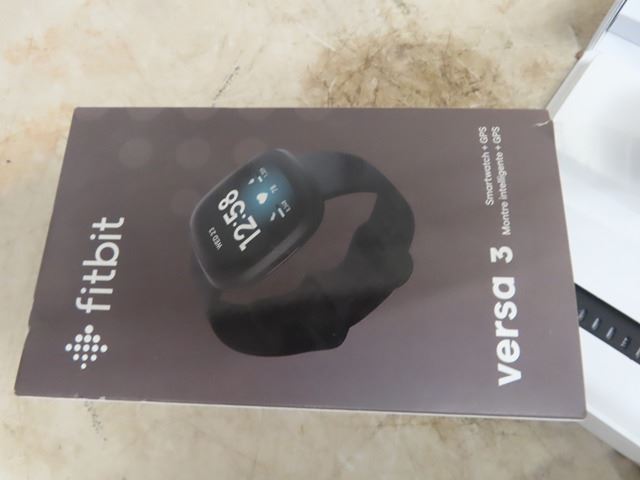 fitbit
WED 23
12:58
versa 3
Smartwatch + GPS
Montre intelligente + GPS